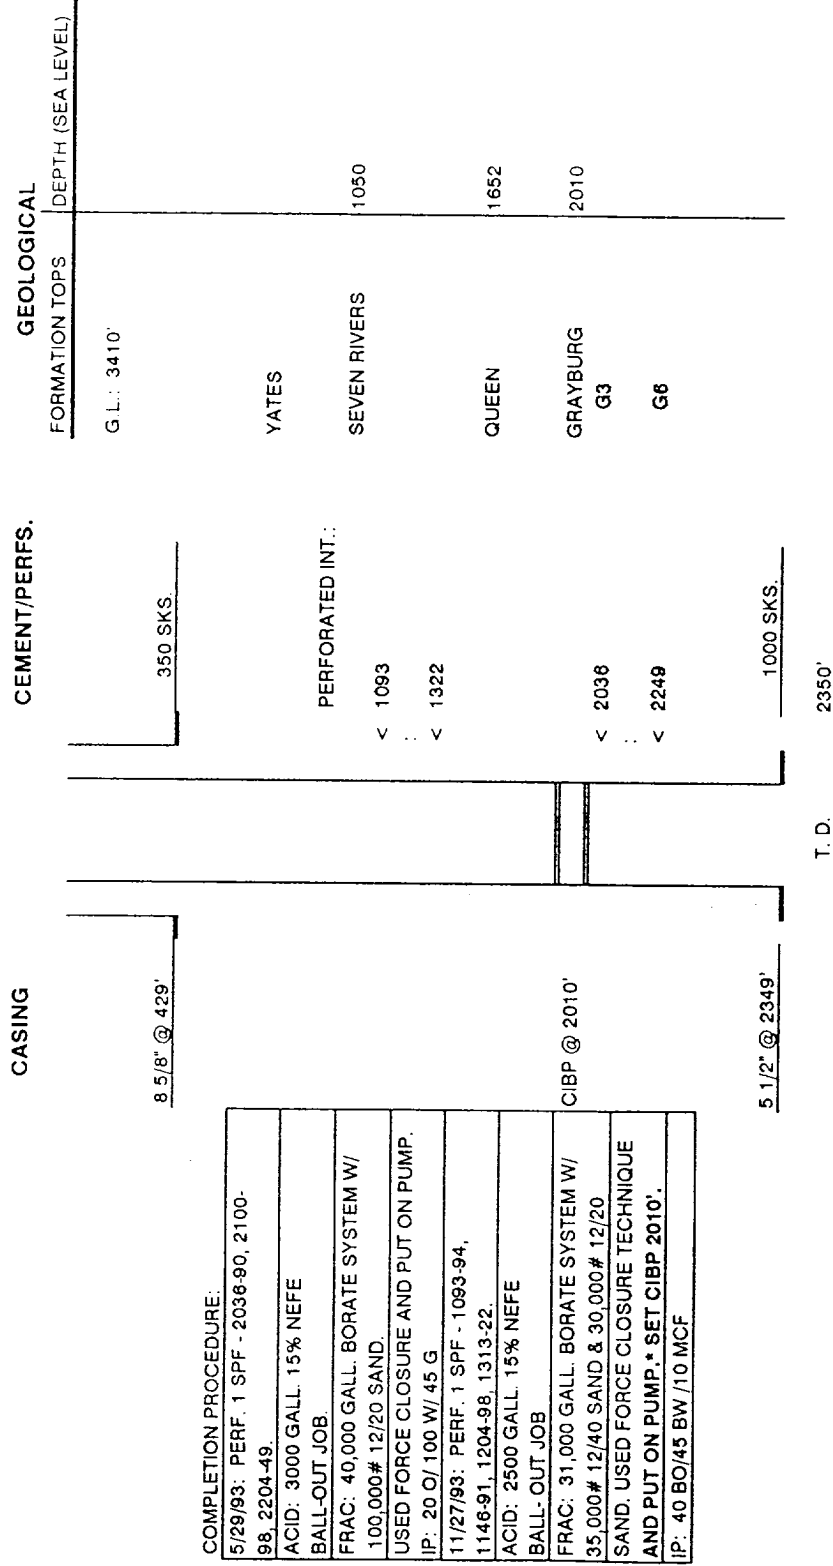 CASING
CEMENT/PERFS.
GEOLOGICAL
FORMATION TOPS
DEPTH (SEA LEVEL)
G.L.: 3410'
8 5/8" @ 429'
350 SKS.
YATES
PERFORATED INT.:
SEVEN RIVERS
1050
< 1093
:
< 1322
QUEEN
1652
CIBP @ 2010'
GRAYBURG
2010
< 2036
G3
:
< 2249
G6
5 1/2" @ 2349'
1000 SKS.
T. D.
2350'
COMPLETION PROCEDURE:
5/29/93: PERF. 1 SPF - 2036-90, 2100-
98, 2204-49.
ACID: 3000 GALL. 15% NEFE
BALL-OUT JOB.
FRAC: 40,000 GALL. BORATE SYSTEM W/
100,000# 12/20 SAND.
USED FORCE CLOSURE AND PUT ON PUMP.
IP: 20 O/ 100 W/ 45 G
11/27/93: PERF. 1 SPF - 1093-94,
1146-91, 1204-98, 1313-22.
ACID: 2500 GALL. 15% NEFE
BALL- OUT JOB
FRAC: 31,000 GALL. BORATE SYSTEM W/
35,000# 12/40 SAND & 30,000# 12/20
SAND. USED FORCE CLOSURE TECHNIQUE
AND PUT ON PUMP.* SET CIBP 2010'.
IP: 40 BO/45 BW /10 MCF